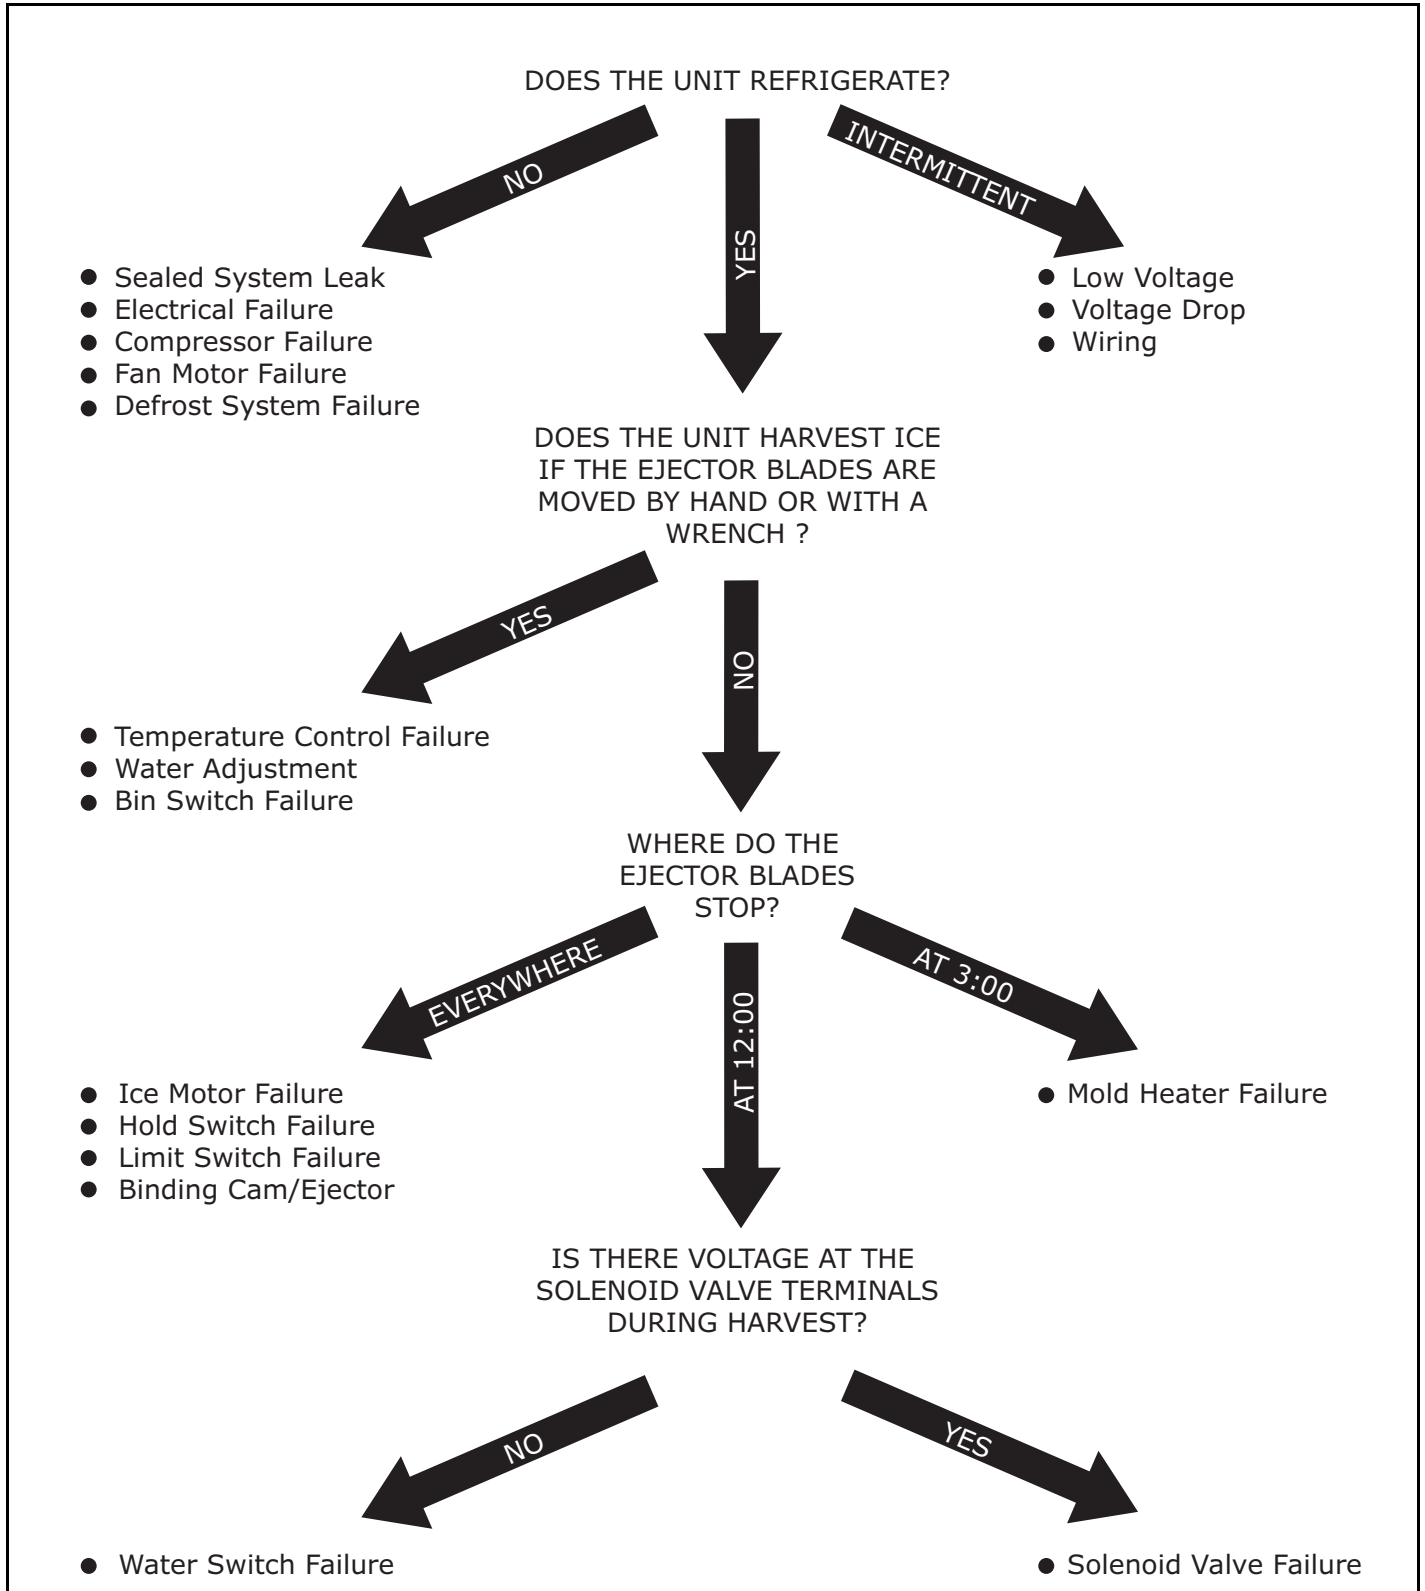 DOES THE UNIT REFRIGERATE?
NO
YES
INTERMITTENT
● Sealed System Leak
● Electrical Failure
● Compressor Failure
● Fan Motor Failure
● Defrost System Failure
● Low Voltage
● Voltage Drop
● Wiring
DOES THE UNIT HARVEST ICE
IF THE EJECTOR BLADES ARE
MOVED BY HAND OR WITH A
WRENCH ?
YES
NO
● Temperature Control Failure
● Water Adjustment
● Bin Switch Failure
WHERE DO THE
EJECTOR BLADES
STOP?
EVERYWHERE
AT 12:00
AT 3:00
● Ice Motor Failure
● Hold Switch Failure
● Limit Switch Failure
● Binding Cam/Ejector
● Mold Heater Failure
IS THERE VOLTAGE AT THE
SOLENOID VALVE TERMINALS
DURING HARVEST?
NO
YES
● Water Switch Failure
● Solenoid Valve Failure